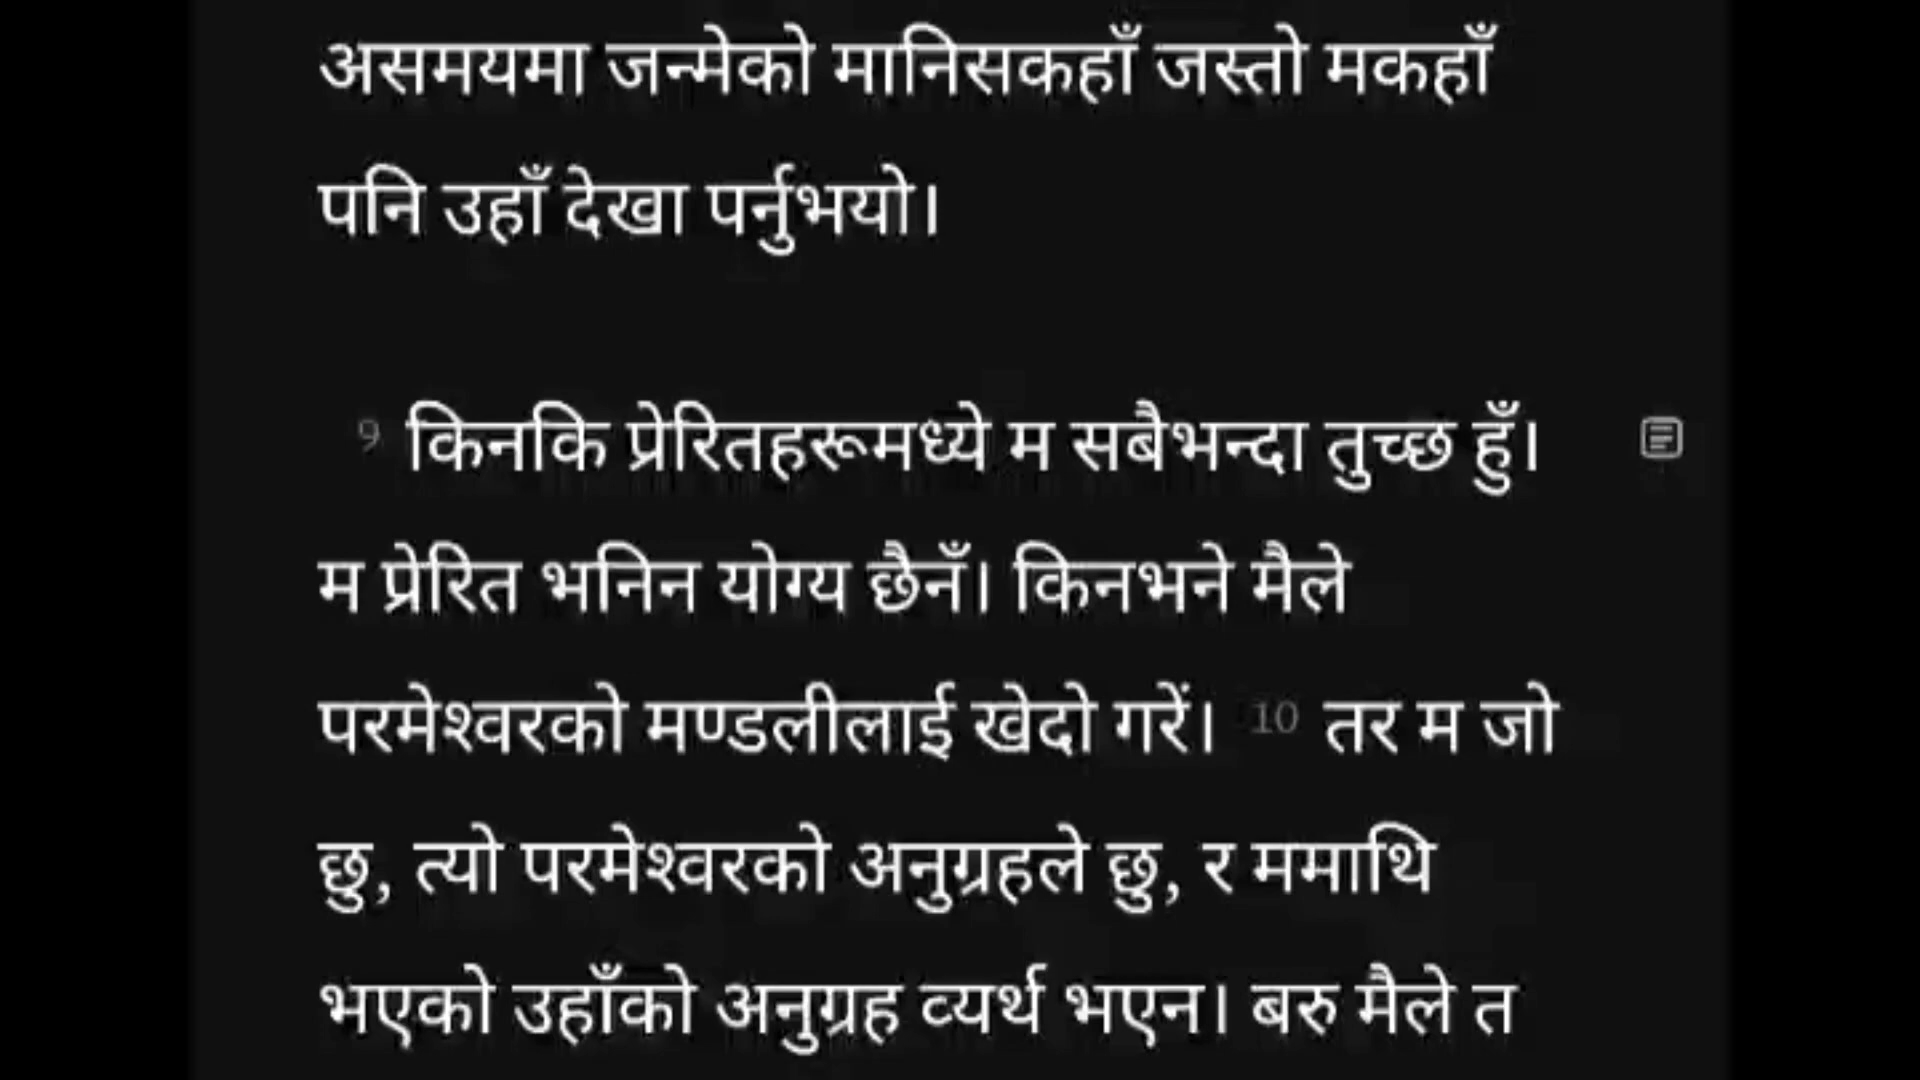 असमयमा जन्मेको मानिसकहाँ जस्तो मकहाँ
पनि उहाँ देखा पर्नुभयो।
9 किनकि प्रेरितहरूमध्ये म सबैभन्दा तुच्छ हुँ।
म प्रेरित भनिन योग्य छैनँ। किनभने मैले
परमेश्वरको मण्डलीलाई खेदो गरें। 10 तर म जो
छु, त्यो परमेश्वरको अनुग्रहले छु, र ममाथि
भएको उहाँको अनुग्रह व्यर्थ भएन। बरु मैले त